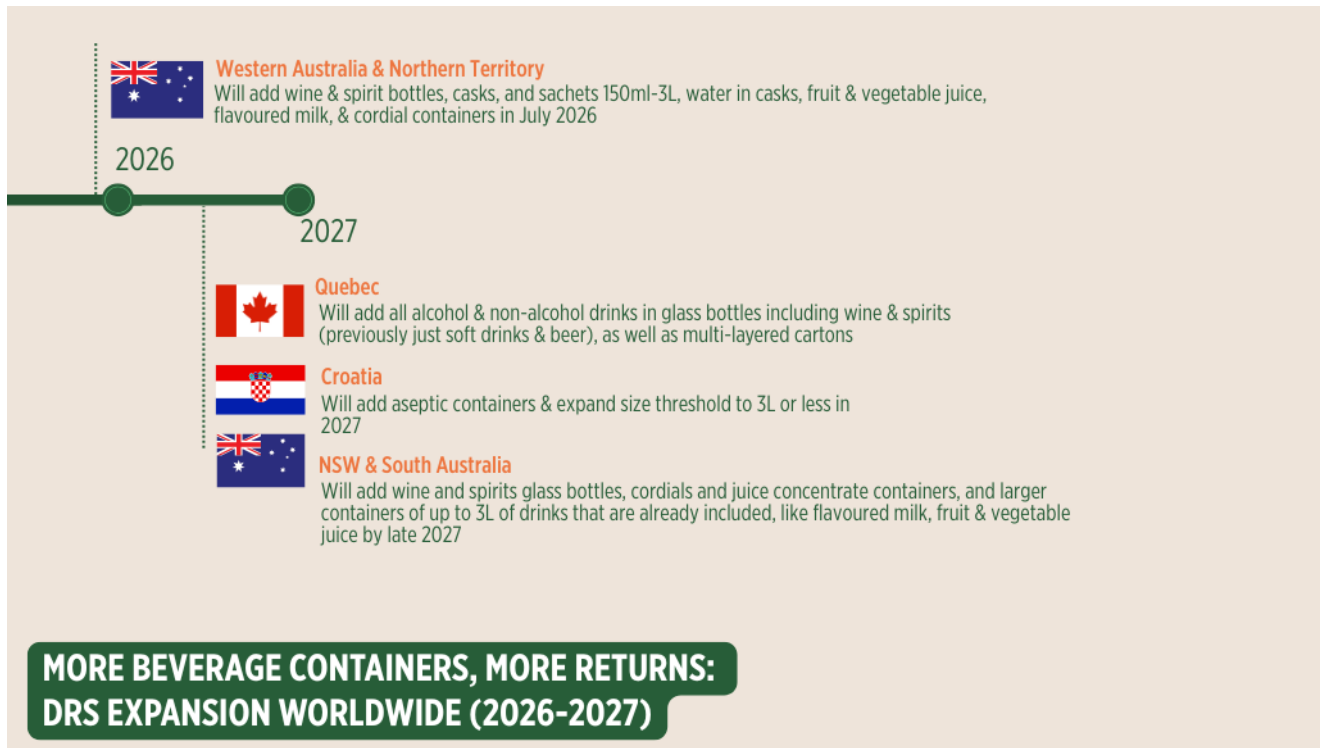 Western Australia & Northern Territory
Will add wine & spirit bottles, casks, and sachets 150ml-3L, water in casks, fruit & vegetable juice,
flavoured milk, & cordial containers in July 2026
2026
2027
Quebec
Will add all alcohol & non-alcohol drinks in glass bottles including wine & spirits
(previously just soft drinks & beer), as well as multi-layered cartons
Croatia
Will add aseptic containers & expand size threshold to 3L or less in
2027
NSW & South Australia
Will add wine and spirits glass bottles, cordials and juice concentrate containers, and larger
containers of up to 3L of drinks that are already included, like flavoured milk, fruit & vegetable
juice by late 2027
MORE BEVERAGE CONTAINERS, MORE RETURNS:
DRS EXPANSION WORLDWIDE (2026-2027)